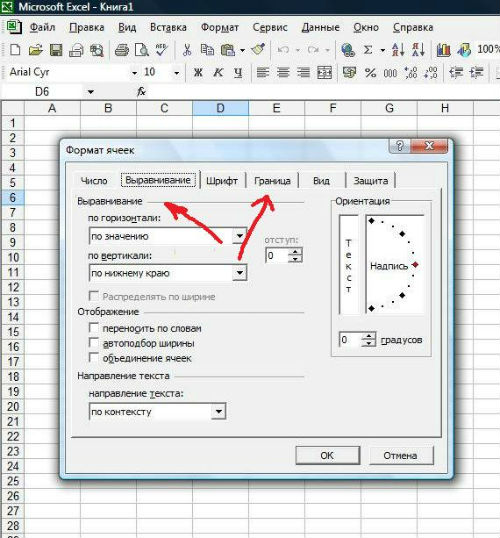 Microsoft Excel - Книга1
Файл Правка Вид Вставка Формат Сервис Данные Окно Справка
100%
Arial Cyr 10 Ж К Ч % 000
D6 fx
A B C D E F G H
1
2
3
4
5
6
7
8
9
10
11
12
13
14
15
16
17
18
19
20
21
22
23
24
25
26
27
28
Формат ячеек
Число Выравнивание Шрифт Граница Вид Защита
Выравнивание
по горизонтали:
по значению
отступ:
0
по вертикали:
по нижнему краю
Распределять по ширине
Отображение
переносить по словам
автоподбор ширины
объединение ячеек
Направление текста
направление текста:
по контексту
Ориентация
Текст
Надпись
0 градусов
ОК Отмена